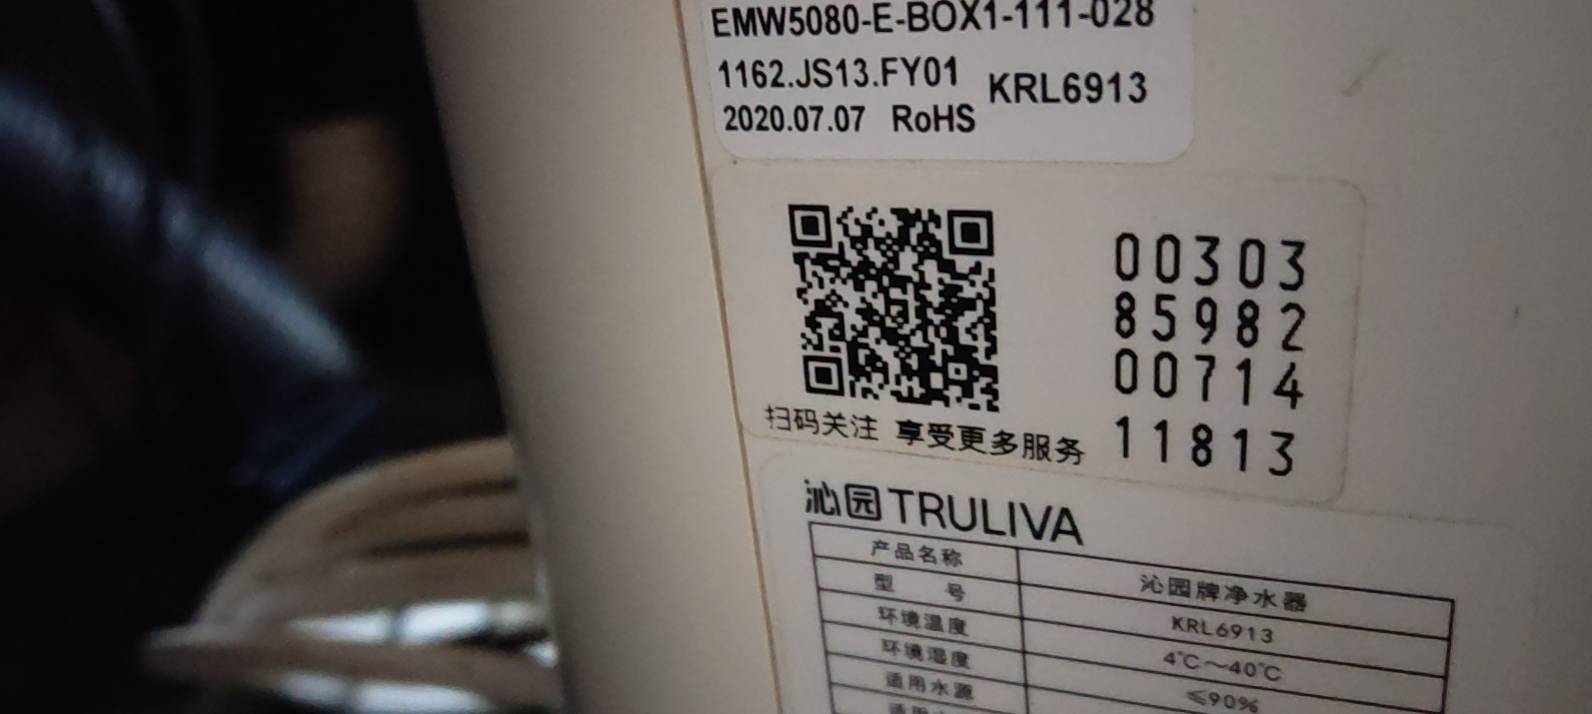 EMW5080-E-BOX1-111-028
1162.JS13.FY01 KRL6913
2020.07.07 RoHS
00303
85982
00714
11813
扫码关注 享受更多服务
沁园TRULIVA
产品名称 沁园牌净水器
型 号 KRL6913
环境温度 4℃～40℃
环境湿度 ≤90%
适用水源